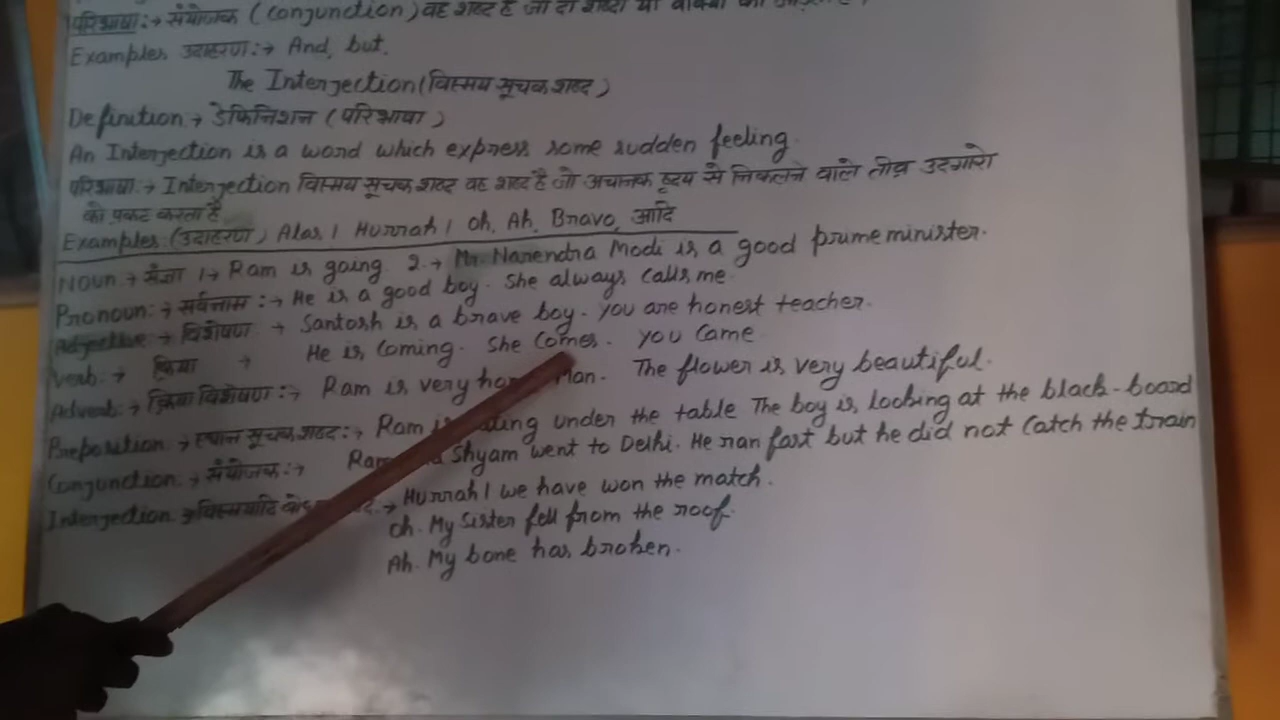 परिभाषा :→ संयोजक (Conjunction) वह शब्द है जो दो शब्दों या वाक्यों को
Examples उदाहरण :→ And, but.
The Interjection (विस्मय सूचक शब्द)
Definition → डेफिनिशन (परिभाषा)
An Interjection is a word which express some sudden feeling.
परिभाषा :→ Interjection विस्मय सूचक शब्द वह शब्द है जो अचानक हृदय से निकलने वाले तीव्र उदगारो
को प्रकट करता है
Examples (उदाहरण) Alas! Hurrah! Oh, Ah, Bravo, आदि
Noun → संज्ञा 1→ Ram is going. 2.→ Mr. Narendra Modi is a good prime minister.
Pronoun :→ सर्वनाम :→ He is a good boy. She always calls me.
Adjective → विशेषण → Santosh is a brave boy. You are honest teacher.
Verb → क्रिया → He is Coming. She Comes. You Came
Adverb :→ क्रिया विशेषण :→ Ram is very man. The flower is very beautiful.
Preposition → स्थान सूचक शब्द :→ Ram is under the table The boy is looking at the black-board
Conjunction → संयोजक :→ Ram Shyam went to Delhi. He ran fast but he did not Catch the train
Interjection → विस्मयादि → Hurrah! we have won the match.
Oh. My Sister fell from the roof.
Ah. My bone has broken.